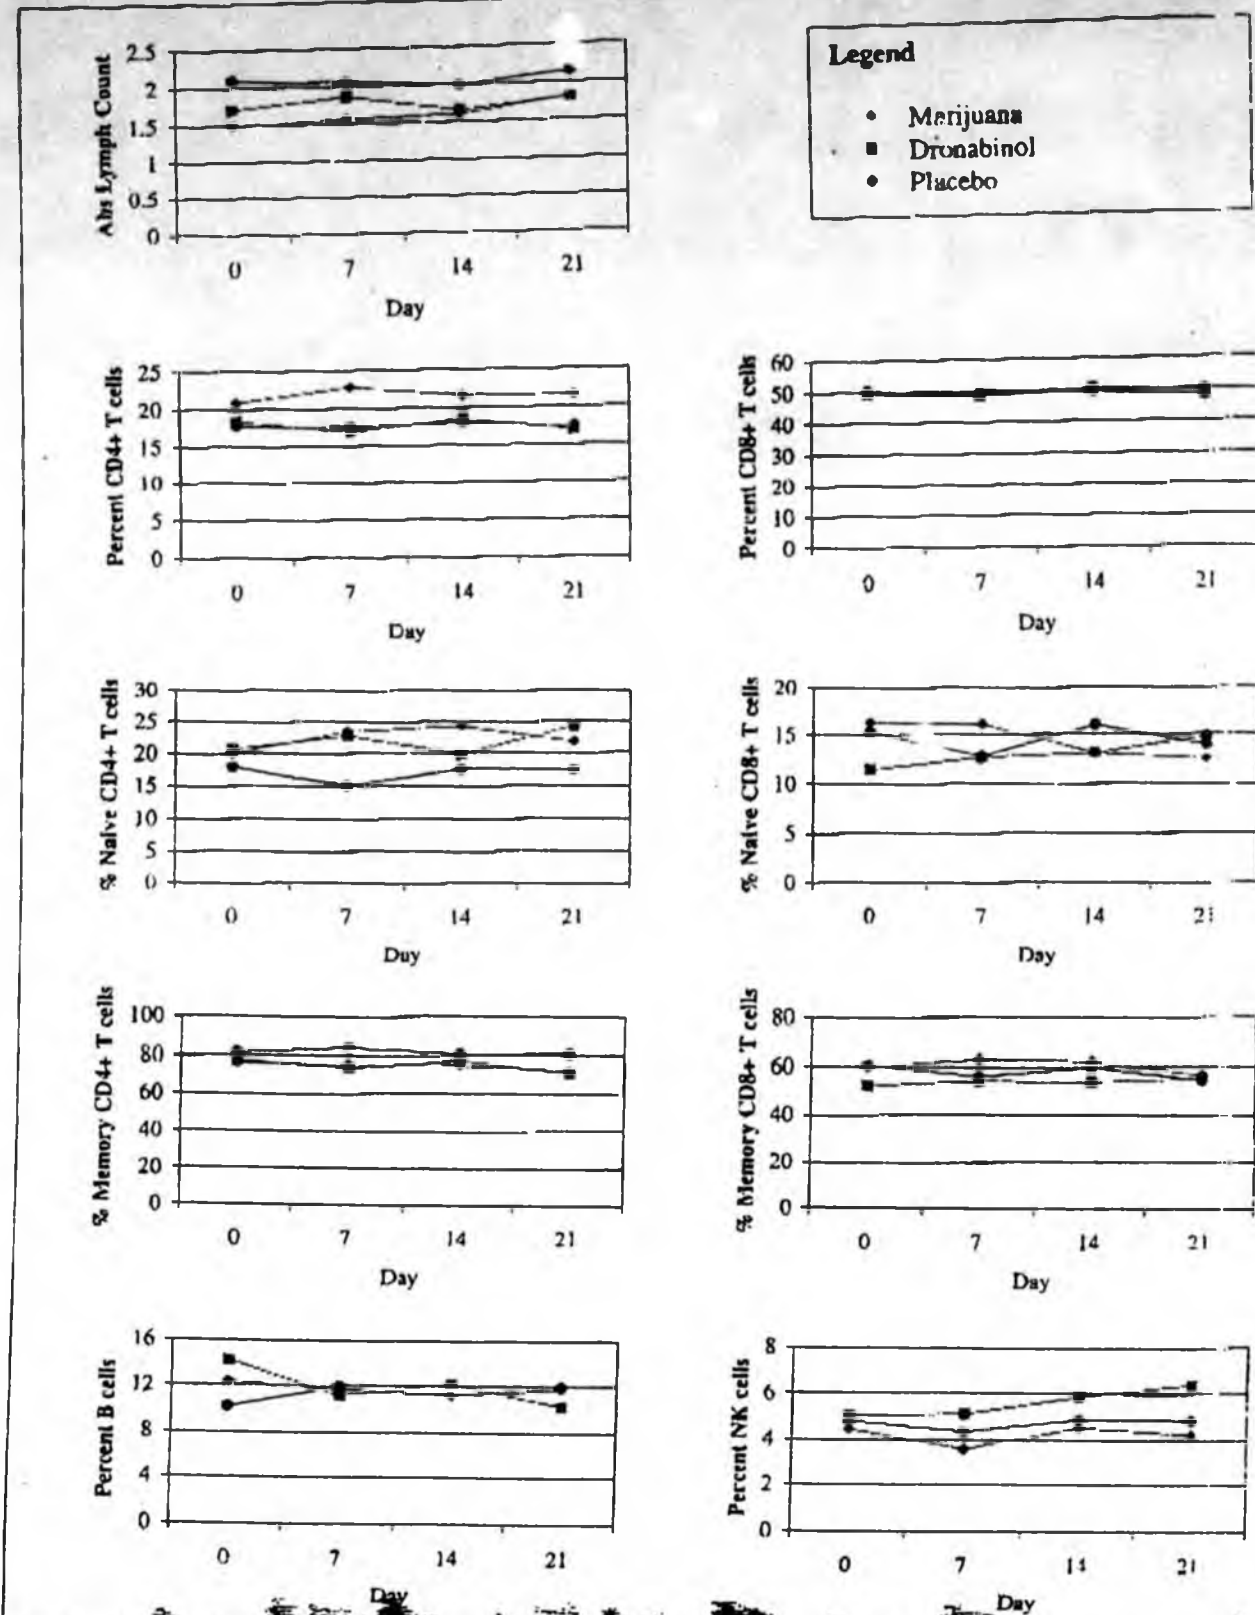 Abs Lymph Count
2.5
2
1.5
1
0.5
0
0 7 14 21
Day
Legend
Marijuana
Dronabinol
Placebo
Percent CD4+ T cells
25
20
15
10
5
0
0 7 14 21
Day
Percent CD8+ T cells
60
50
40
30
20
10
0
0 7 14 21
Day
% Naive CD4+ T cells
30
25
20
15
10
5
0
0 7 14 21
Day
% Naive CD8+ T cells
20
15
10
5
0
0 7 14 21
Day
% Memory CD4+ T cells
100
80
60
40
20
0
0 7 14 21
Day
% Memory CD8+ T cells
80
60
40
20
0
0 7 14 21
Day
Percent B cells
16
12
8
4
0
0 7 14 21
Day
Percent NK cells
8
6
4
2
0
0 7 14 21
Day